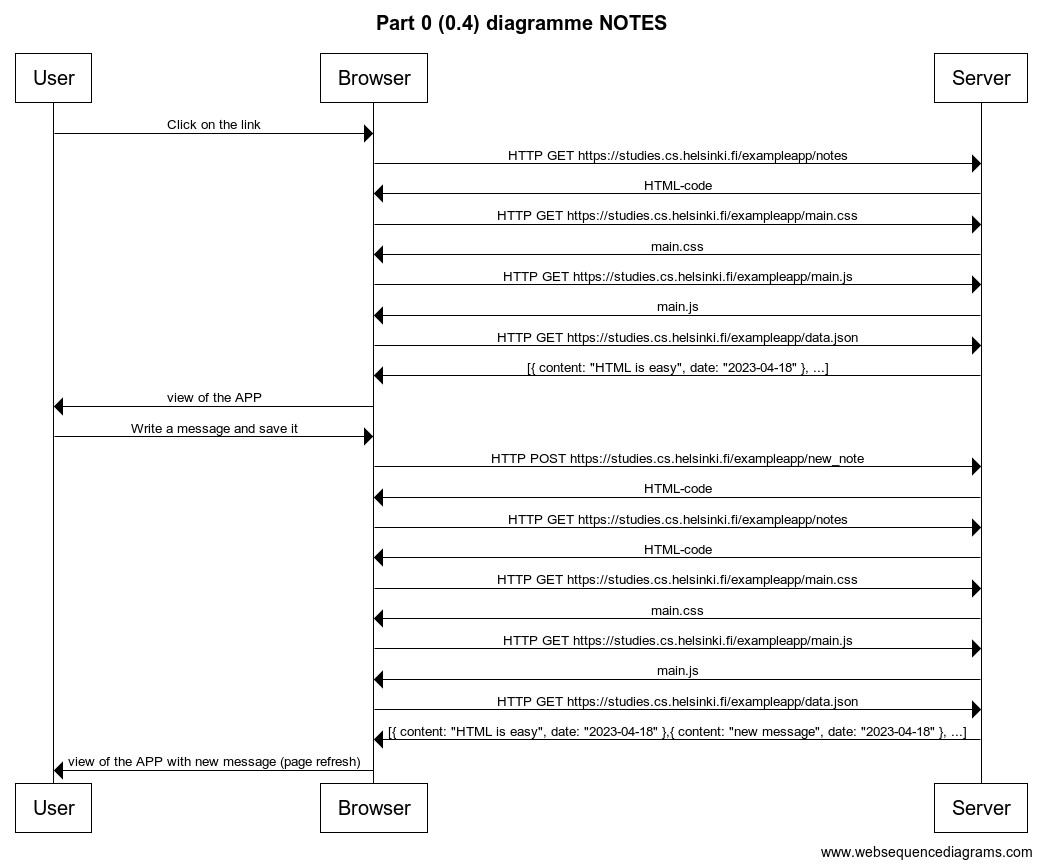 Part 0 (0.4) diagramme NOTES
User
Browser
Server
Click on the link
HTTP GET https://studies.cs.helsinki.fi/exampleapp/notes
HTML-code
HTTP GET https://studies.cs.helsinki.fi/exampleapp/main.css
main.css
HTTP GET https://studies.cs.helsinki.fi/exampleapp/main.js
main.js
HTTP GET https://studies.cs.helsinki.fi/exampleapp/data.json
[{ content: "HTML is easy", date: "2023-04-18" }, ...]
view of the APP
Write a message and save it
HTTP POST https://studies.cs.helsinki.fi/exampleapp/new_note
HTML-code
HTTP GET https://studies.cs.helsinki.fi/exampleapp/notes
HTML-code
HTTP GET https://studies.cs.helsinki.fi/exampleapp/main.css
main.css
HTTP GET https://studies.cs.helsinki.fi/exampleapp/main.js
main.js
HTTP GET https://studies.cs.helsinki.fi/exampleapp/data.json
[{ content: "HTML is easy", date: "2023-04-18" },{ content: "new message", date: "2023-04-18" }, ...]
view of the APP with new message (page refresh)
User
Browser
Server
www.websequencediagrams.com